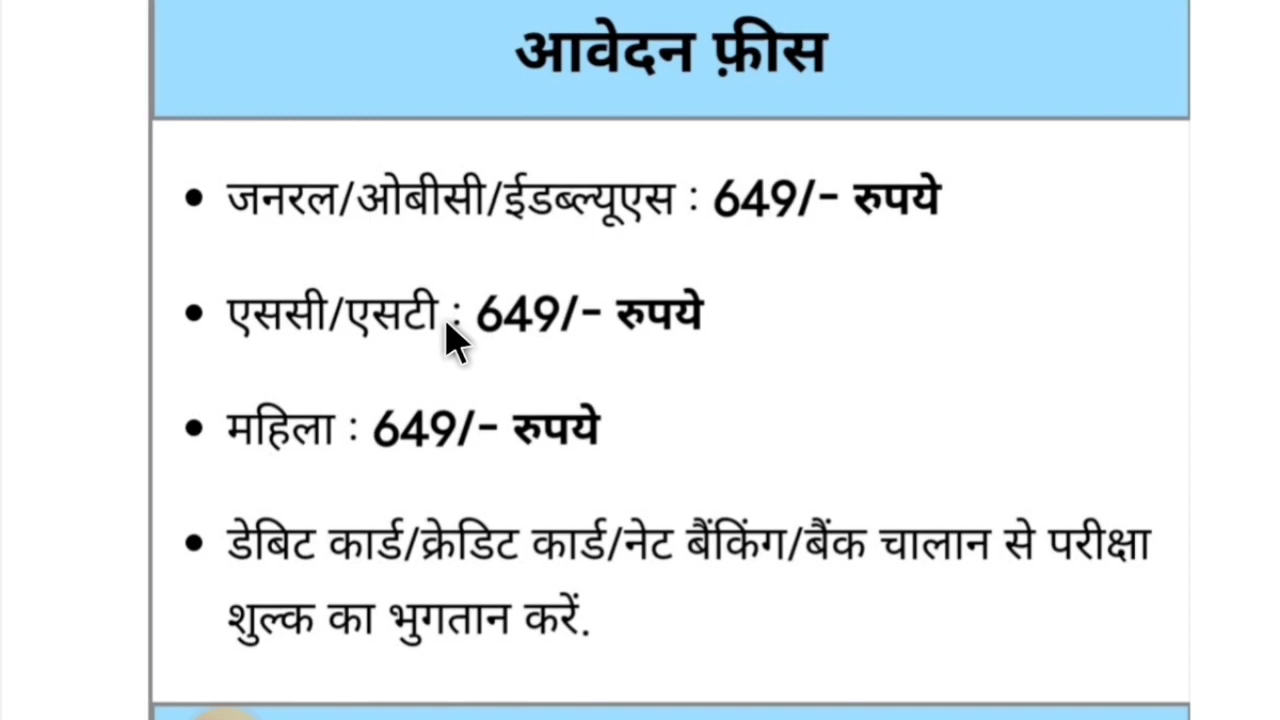 आवेदन फ़ीस
जनरल/ओबीसी/ईडब्ल्यूएस : 649/- रुपये
एससी/एसटी : 649/- रुपये
महिला : 649/- रुपये
डेबिट कार्ड/क्रेडिट कार्ड/नेट बैंकिंग/बैंक चालान से परीक्षा
शुल्क का भुगतान करें.